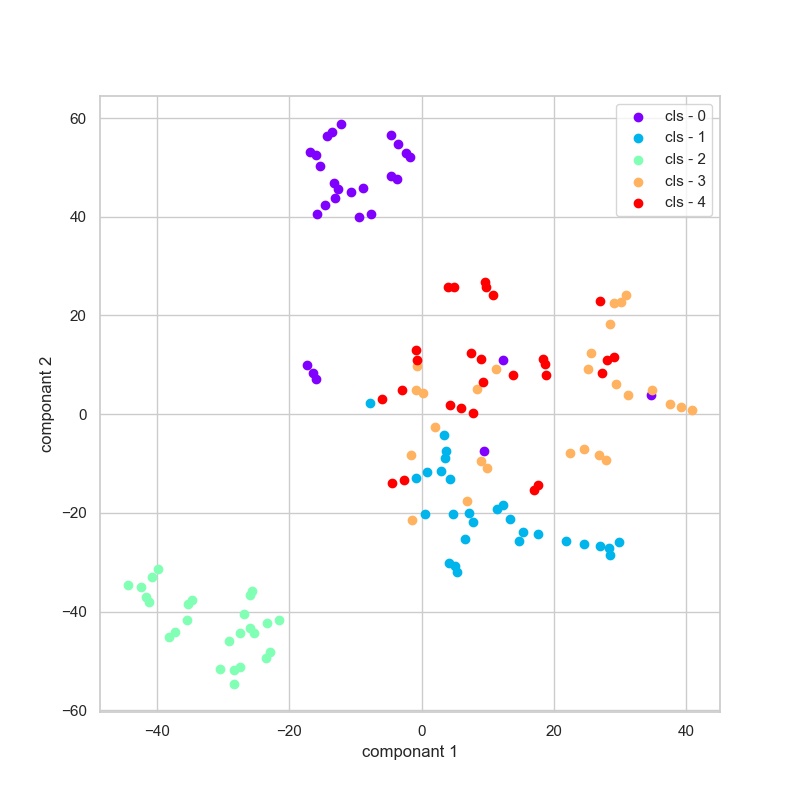 60
40
20
0
−20
−40
−60
−40
−20
0
20
40
componant 1
componant 2
cls - 0
cls - 1
cls - 2
cls - 3
cls - 4